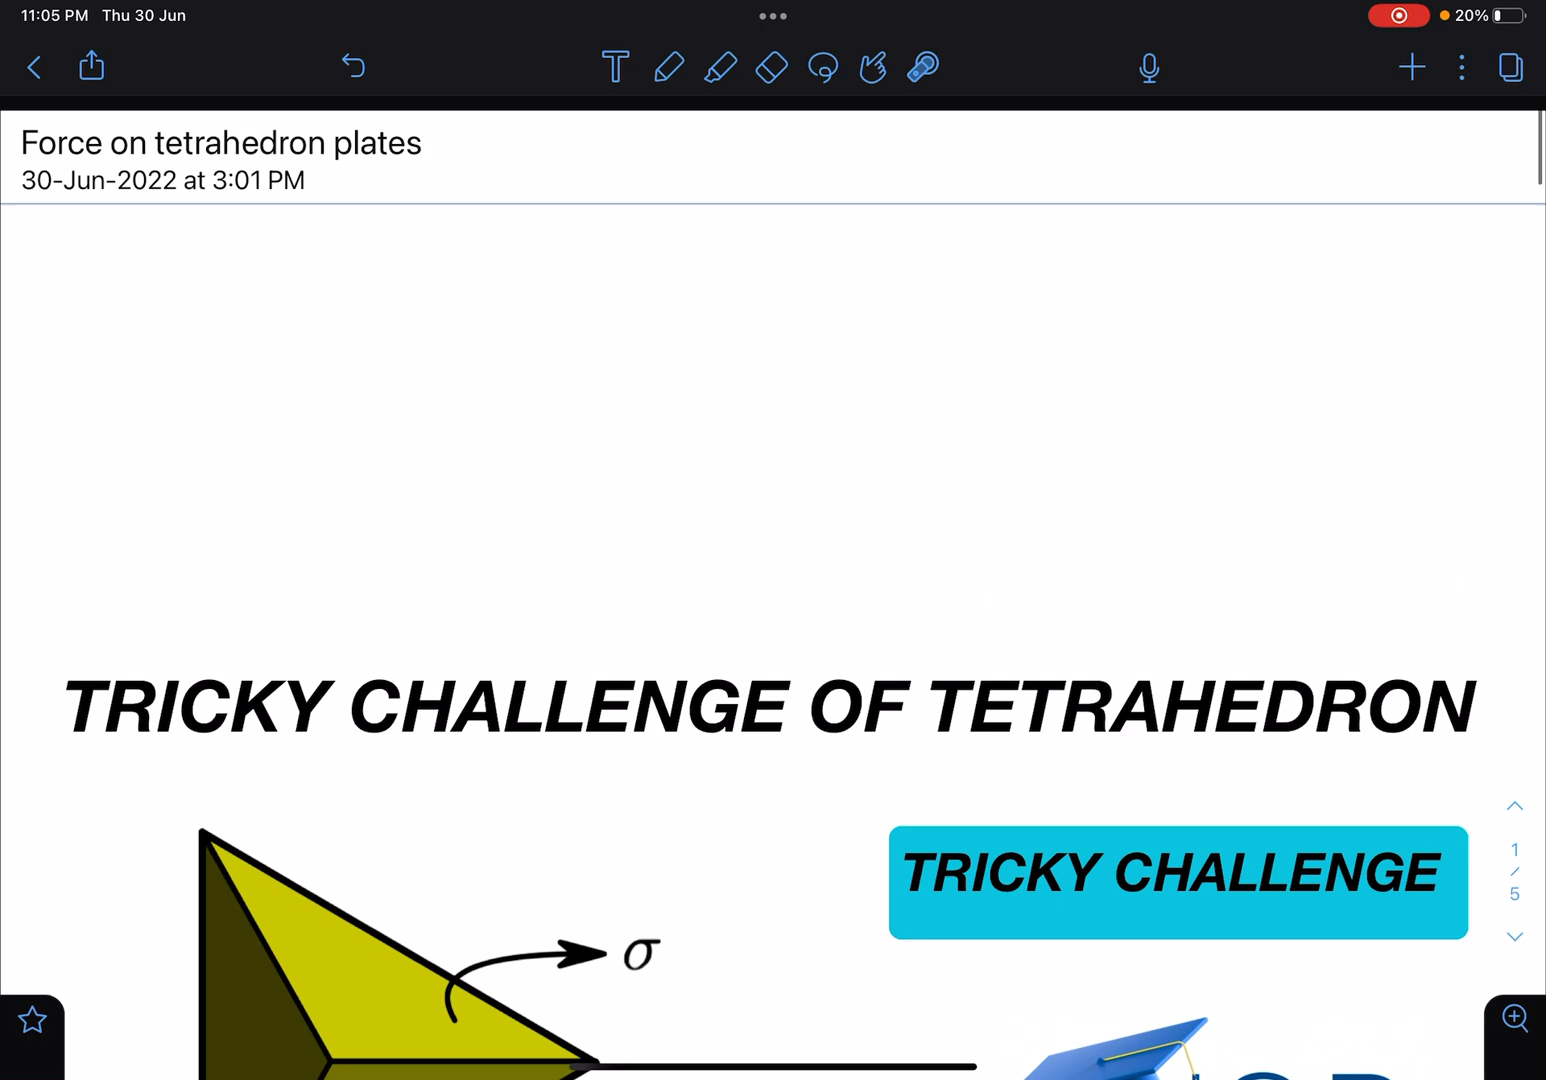 11:05 PM Thu 30 Jun
20%
Force on tetrahedron plates
30-Jun-2022 at 3:01 PM
TRICKY CHALLENGE OF TETRAHEDRON
TRICKY CHALLENGE
σ
1
/
5